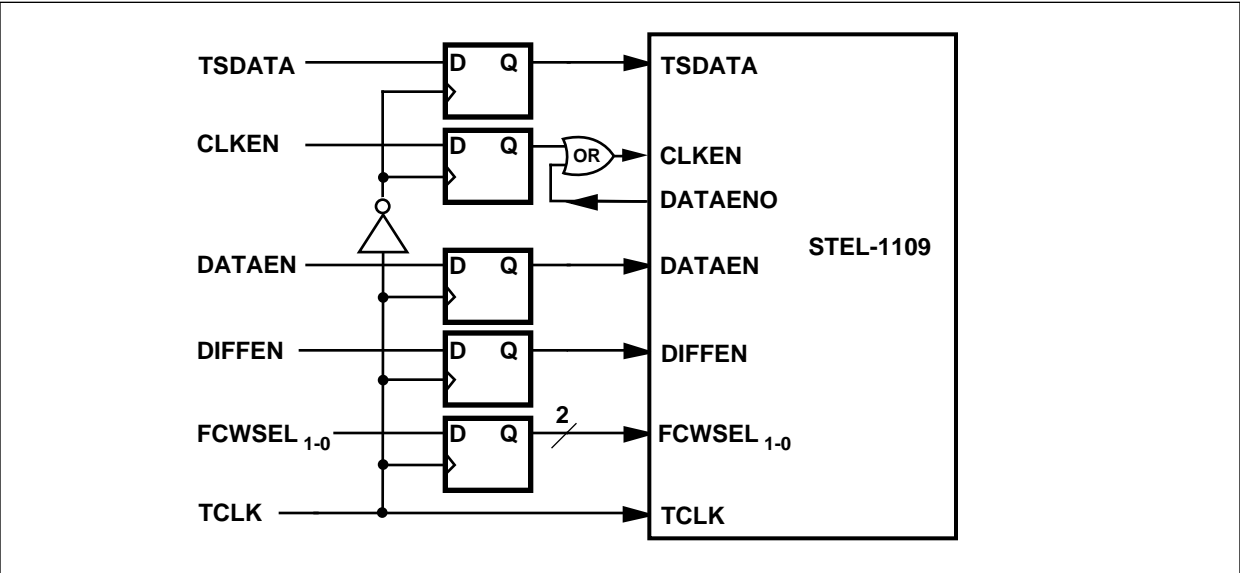 TSDATA D Q TSDATA
CLKEN D Q OR CLKEN
DATAENO
STEL-1109
DATAEN D Q DATAEN
DIFFEN D Q DIFFEN
2
FCWSEL 1-0 D Q FCWSEL 1-0
TCLK TCLK